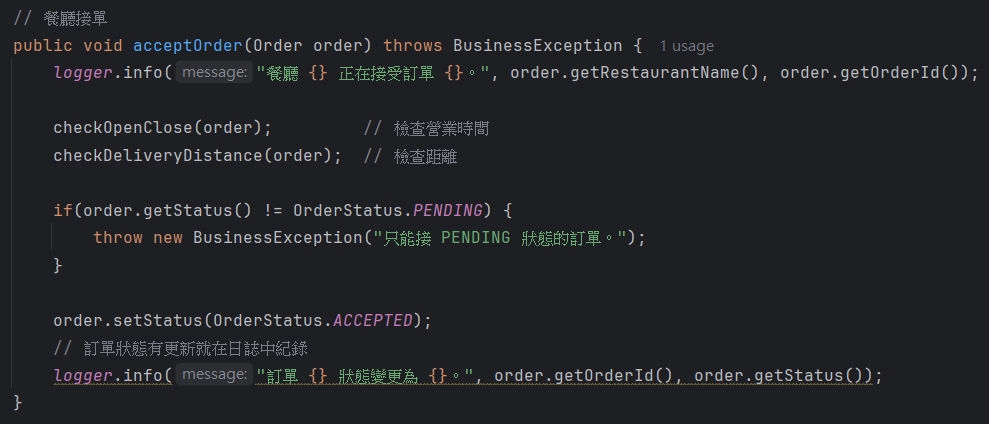 // 餐廳接單
public void acceptOrder(Order order) throws BusinessException { 1 usage
logger.info( message: "餐廳 {} 正在接受訂單 {}。", order.getRestaurantName(), order.getOrderId());
checkOpenClose(order); // 檢查營業時間
checkDeliveryDistance(order); // 檢查距離
if(order.getStatus() != OrderStatus.PENDING) {
throw new BusinessException("只能接 PENDING 狀態的訂單。");
}
order.setStatus(OrderStatus.ACCEPTED);
// 訂單狀態有更新就在日誌中紀錄
logger.info( message: "訂單 {} 狀態變更為 {}。", order.getOrderId(), order.getStatus());
}